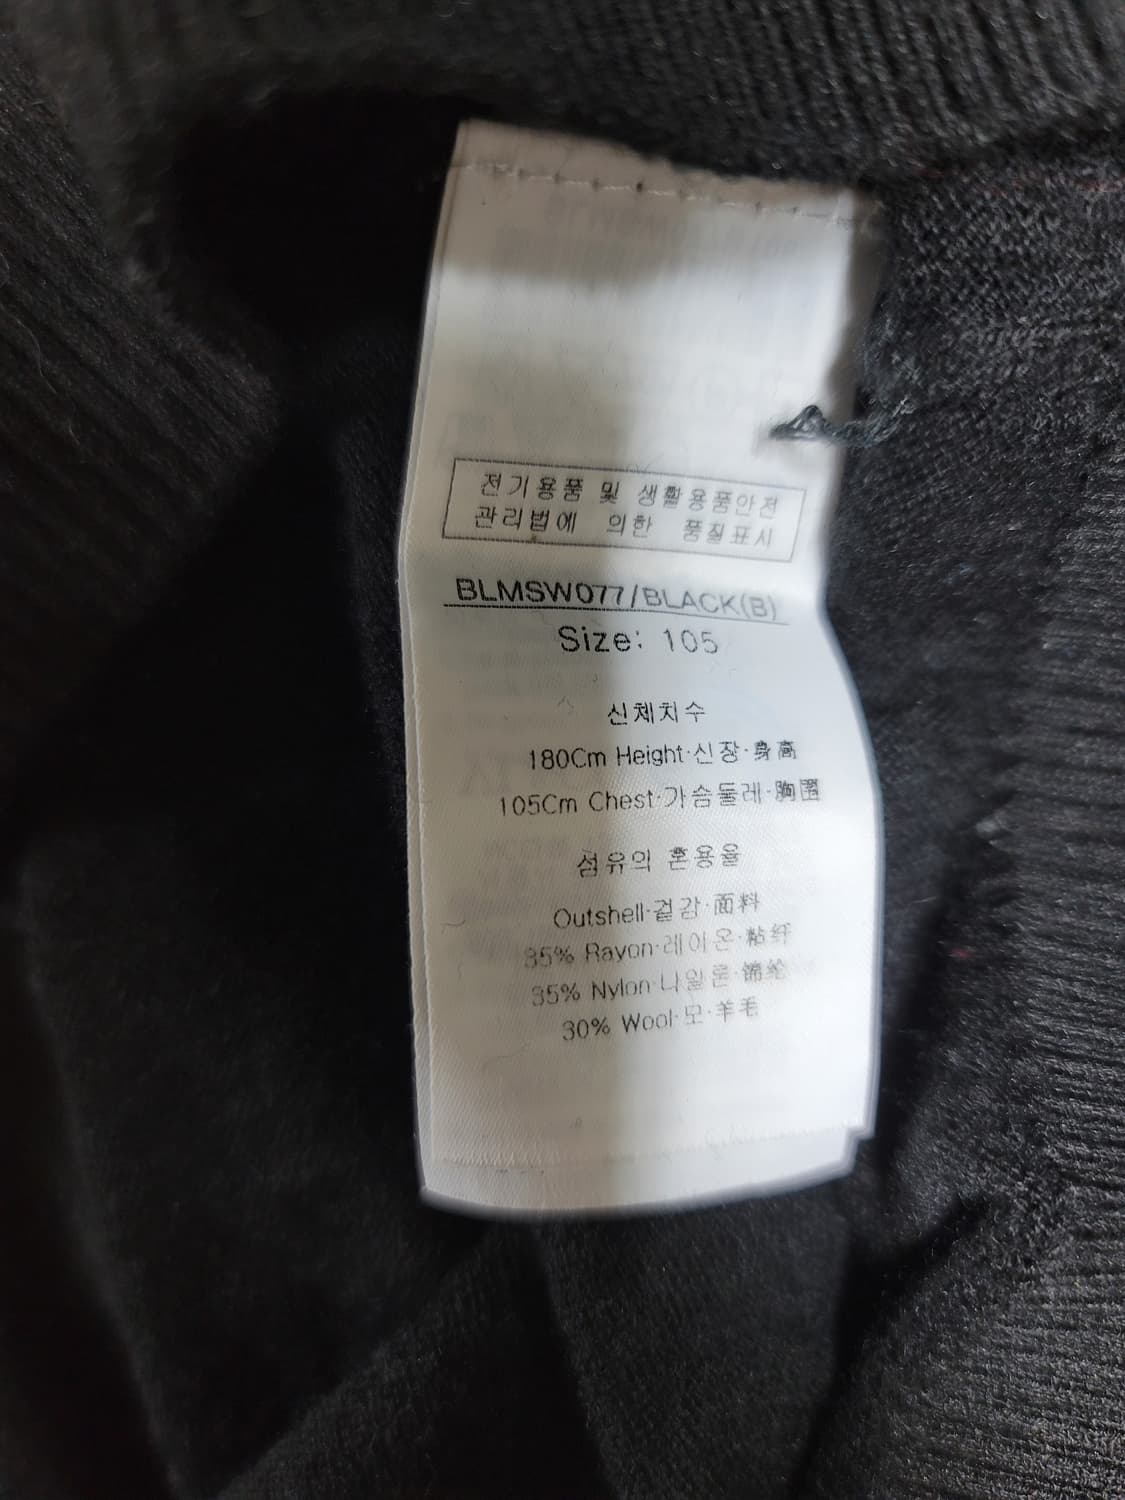 전기용품 및 생활용품안전
관리법에 의한 품질표시
BLMSW077/BLACK(B)
Size: 105
신체치수
180Cm Height·신장·身高
105Cm Chest·가슴둘레·胸围
섬유의 혼용율
Outshell·겉감·面料
35% Rayon·레이온·粘纤
35% Nylon·나일론·锦纶
30% Wool·모·羊毛